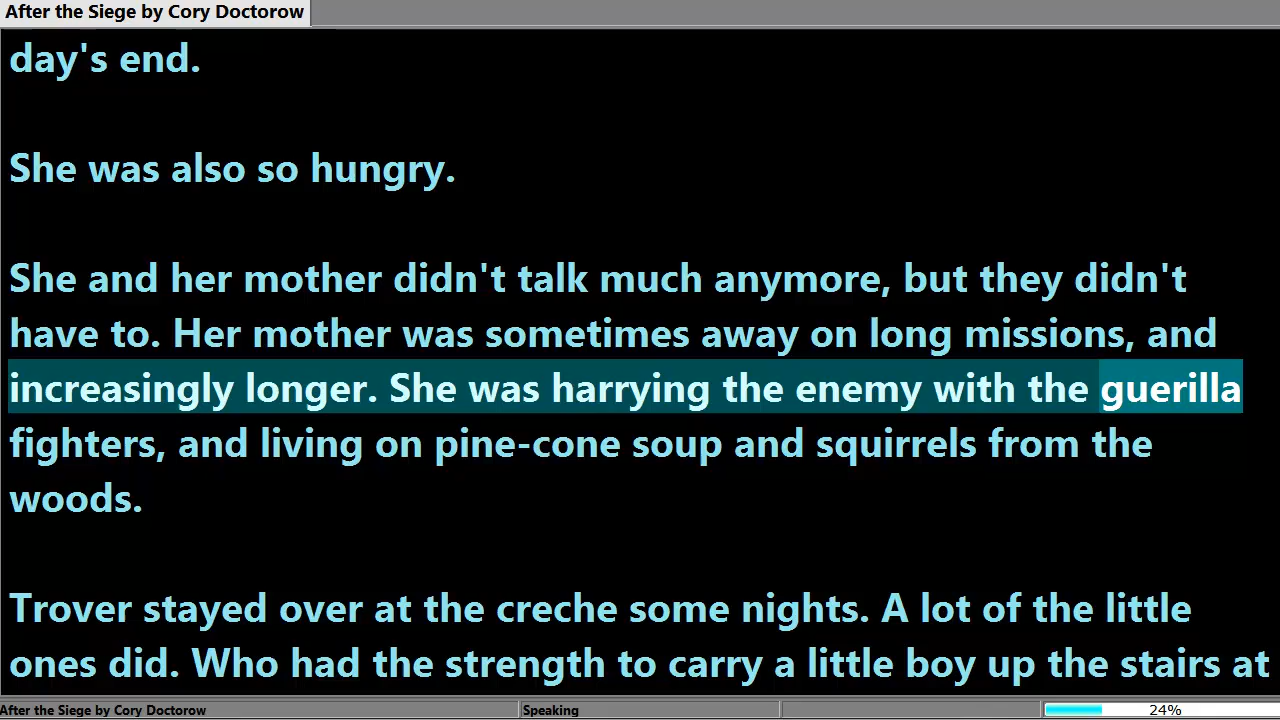 After the Siege by Cory Doctorow
day's end.
She was also so hungry.
She and her mother didn't talk much anymore, but they didn't
have to. Her mother was sometimes away on long missions, and
increasingly longer. She was harrying the enemy with the guerilla
fighters, and living on pine-cone soup and squirrels from the
woods.
Trover stayed over at the creche some nights. A lot of the little
ones did. Who had the strength to carry a little boy up the stairs at
After the Siege by Cory Doctorow
Speaking
24%